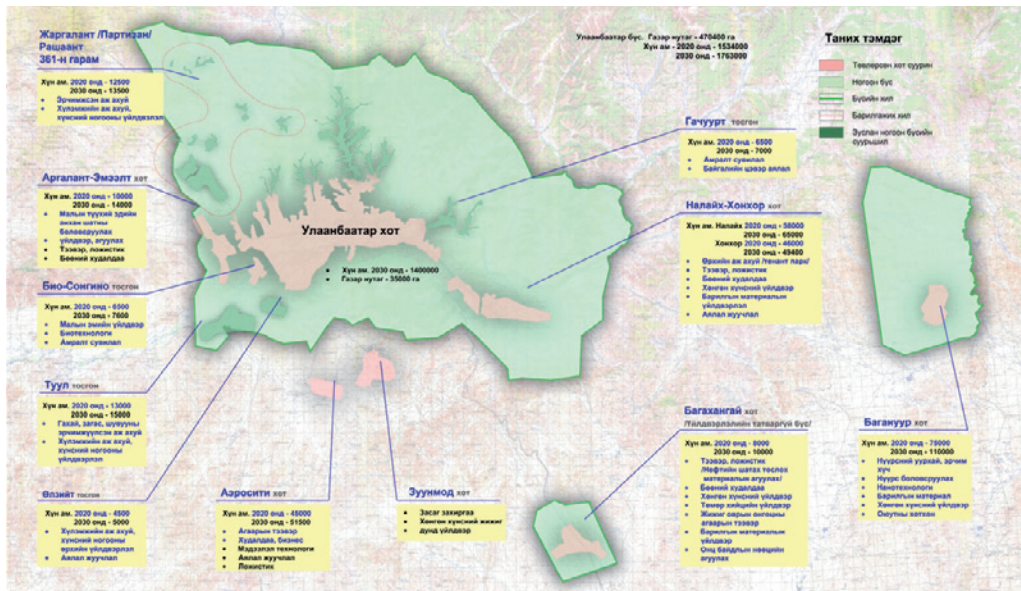 Жаргалант /Партизан/
Рашаант
361-н гарам
Хүн ам. 2020 онд - 12500
2030 онд - 13500
Эрчимжсэн аж ахуй
Хүлэмжийн аж ахуй,
хүнсний ногооны үйлдвэрлэл
Улаанбаатар бүс. Газар нутаг - 470400 га
Хүн ам - 2020 онд - 1534000
2030 онд - 1763000
Таних тэмдэг
Төвлөрсөн хот суурин
Ногоон бүс
Бүсийн хил
Барилгажих хил
Зуслан ногоон бүсийн
суурьшил
Гачуурт тосгон
Хүн ам. 2020 онд - 6500
2030 онд - 7000
Амралт сувилал
Байгалийн цэвэр аялал
Аргалант-Эмээлт хот
Хүн ам. 2020 онд - 10000
2030 онд - 14000
Малын түүхий эдийн
анхан шатны
боловсруулах
үйлдвэр, агуулах
Тээвэр, ложистик
Бөөний худалдаа
Улаанбаатар хот
Хүн ам. 2030 онд - 1400000
Газар нутаг - 35000 га
Налайх-Хонхор хот
Хүн ам. Налайх 2020 онд - 58000
2030 онд - 65000
Хонхор 2020 онд - 46000
2030 онд - 49400
Өрхийн аж ахуй /тенант парк/
Тээвэр, ложистик
Бөөний худалдаа
Хөнгөн хүнсний үйлдвэр
Барилгын материалын
үйлдвэрлэл
Аялал жуулчлал
Био-Сонгино тосгон
Хүн ам. 2020 онд - 6500
2030 онд - 7600
Малын эмийн үйлдвэр
Биотехнологи
Амралт сувилал
Туул тосгон
Хүн ам. 2020 онд - 13000
2030 онд - 15000
Гахай, загас, шувууны
эрчимжүүлсэн аж ахуй
Хүлэмжийн аж ахуй,
хүнсний ногооны
үйлдвэрлэл
Өлзийт тосгон
Хүн ам. 2020 онд - 4500
2030 онд - 5000
Хүлэмжийн аж ахуй,
хүнсний ногооны
өрхийн үйлдвэрлэл
Аялал жуулчлал
Аэросити хот
Хүн ам. 2020 онд - 45000
2030 онд - 51500
Агаарын тээвэр
Худалдаа, бизнес
Мэдээлэл технологи
Аялал жуулчлал
Ложистик
Зуунмод хот
Засаг захиргаа
Хөнгөн хүнсний жижиг
дунд үйлдвэр
Багахангай хот
/Үйлдвэрлэлийн татваргүй бүс/
Хүн ам. 2020 онд - 8000
2030 онд - 10000
Тээвэр, ложистик
/Нефтийн шатах тослох
материалын агуулах/
Бөөний худалдаа
Хөнгөн хүнсний үйлдвэр
Төмөр хийцийн үйлдвэр
Жижиг оврын онгоцны
агаарын тээвэр
Барилгын материалын
үйлдвэр
Онц байдлын нөөцийн
агуулах
Багануур хот
Хүн ам. 2020 онд - 78000
2030 онд - 110000
Нүүрсний уурхай, эрчим
хүч
Нүүрс боловсруулах
Нанотехнологи
Барилгын материал
Хөнгөн хүнсний үйлдвэр
Оюутны хотхон